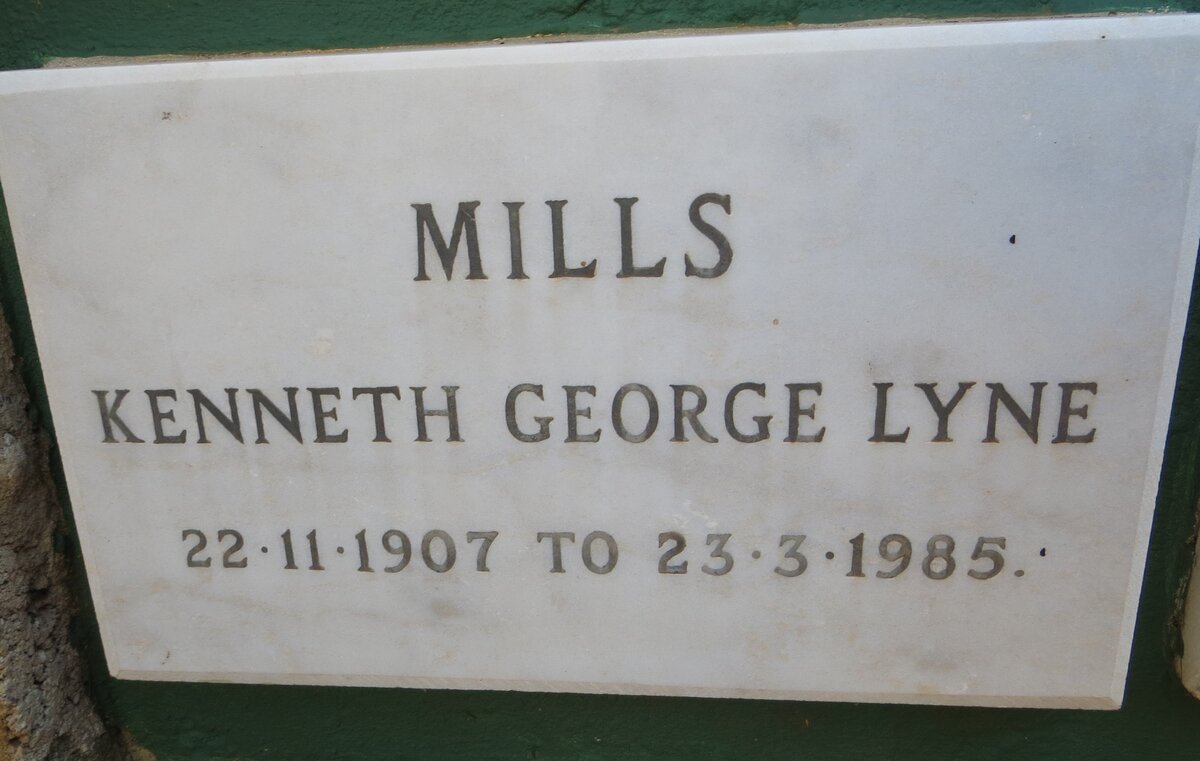 MILLS
KENNETH GEORGE LYNE
22·11·1907 TO 23·3·1985.